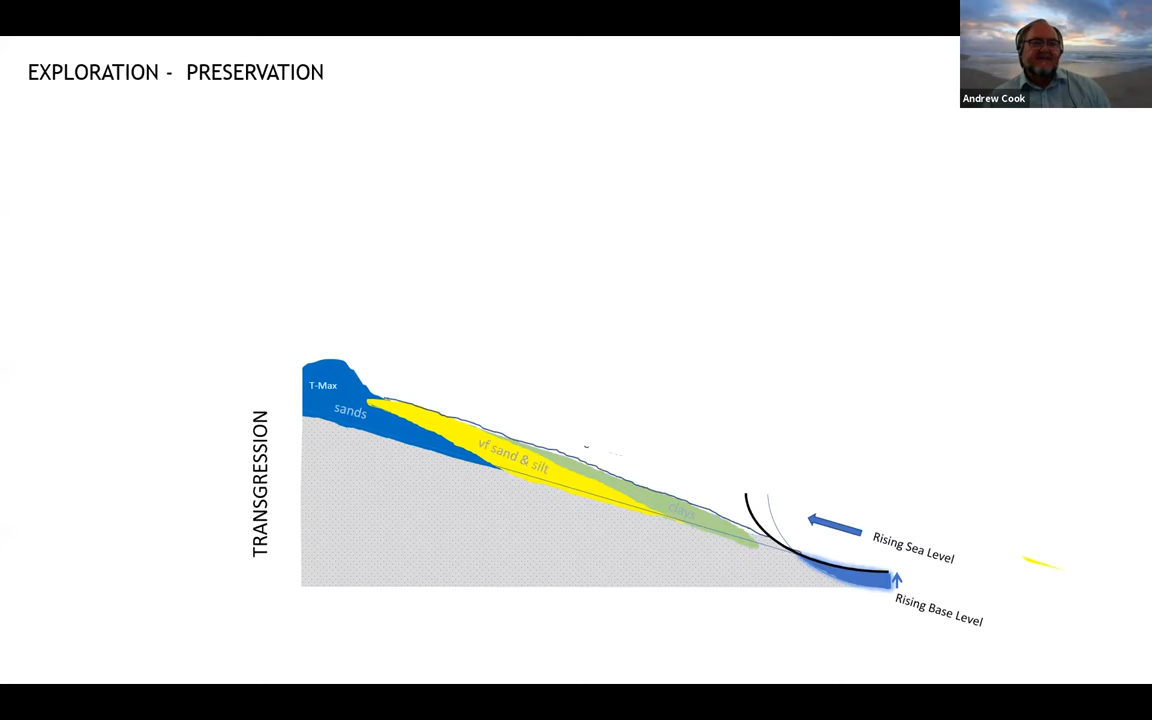 EXPLORATION - PRESERVATION
Andrew Cook
T-Max
sands
vf sand & silt
clays
TRANSGRESSION
Rising Sea Level
Rising Base Level